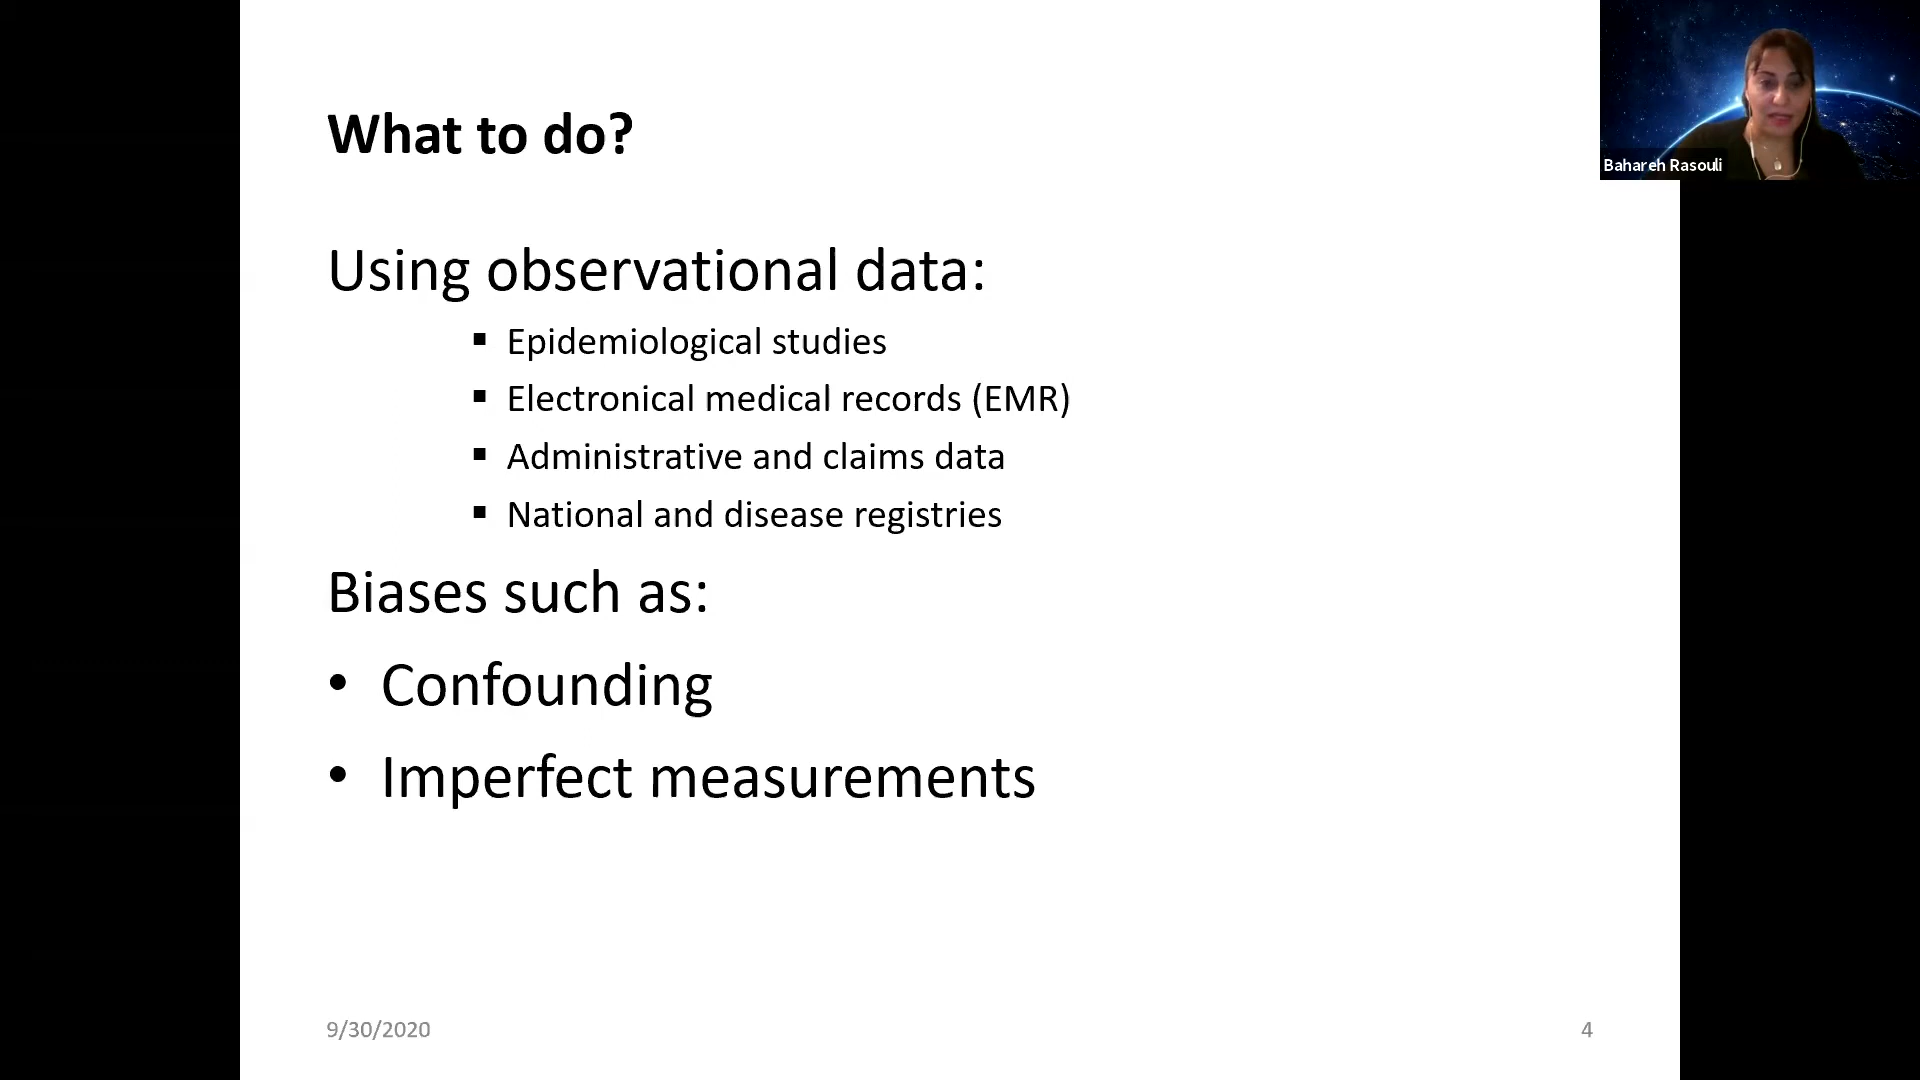 What to do?
Using observational data:
▪ Epidemiological studies
▪ Electronical medical records (EMR)
▪ Administrative and claims data
▪ National and disease registries
Biases such as:
• Confounding
• Imperfect measurements
9/30/2020
4
Bahareh Rasouli